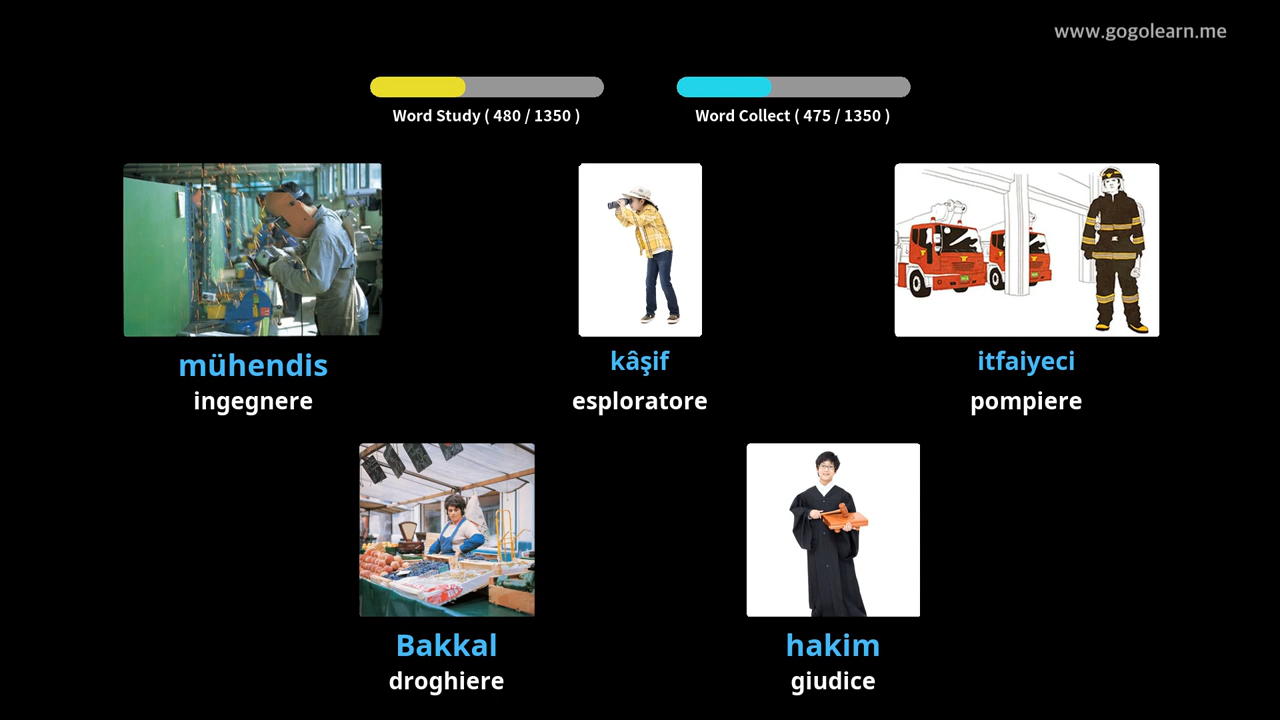 www.gogolearn.me
Word Study ( 480 / 1350 )
Word Collect ( 475 / 1350 )
mühendis
ingegnere
kâşif
esploratore
itfaiyeci
pompiere
Bakkal
droghiere
hakim
giudice